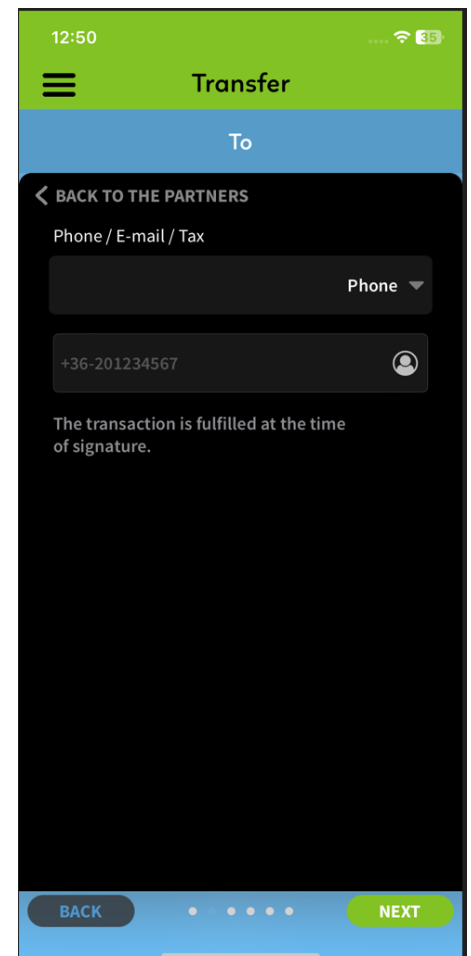 12:50
35
Transfer
To
BACK TO THE PARTNERS
Phone / E-mail / Tax
Phone
+36-201234567
The transaction is fulfilled at the time
of signature.
BACK
NEXT